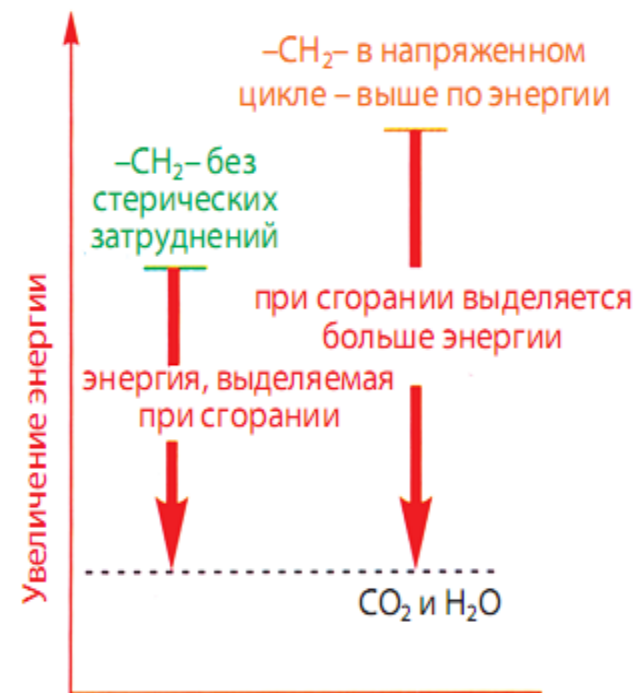 –CH₂– в напряженном
цикле – выше по энергии
–CH₂– без
стерических
затруднений
при сгорании выделяется
больше энергии
энергия, выделяемая
при сгорании
Увеличение энергии
CO₂ и H₂O